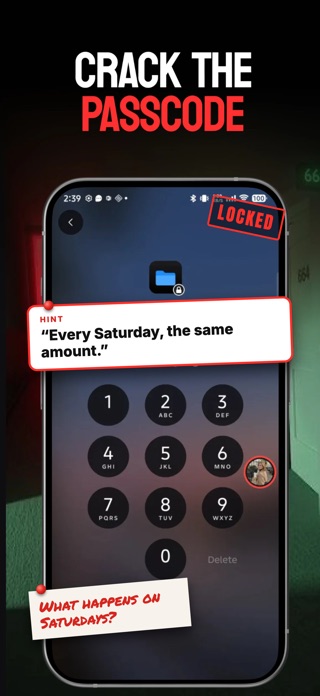 CRACK THE
PASSCODE
2:39
100
LOCKED
HINT
“Every Saturday, the same
amount.”
1
2
ABC
3
DEF
4
GHI
5
JKL
6
MNO
7
PQRS
8
TUV
9
WXYZ
0
Delete
WHAT HAPPENS ON
SATURDAYS?
664